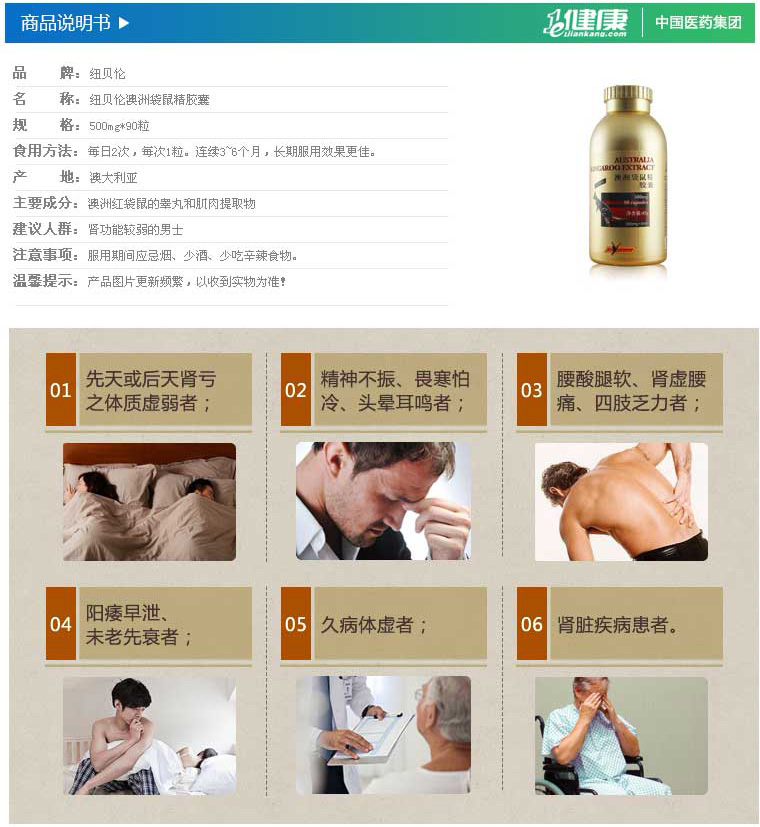 商品说明书
健康
jiankang.com
中国医药集团
品 牌：纽贝伦
名 称：纽贝伦澳洲袋鼠精胶囊
规 格：500mg*90粒
食用方法：每日2次，每次1粒。连续3~6个月，长期服用效果更佳。
产 地：澳大利亚
主要成分：澳洲红袋鼠的睾丸和肌肉提取物
建议人群：肾功能较弱的男士
注意事项：服用期间应忌烟、少酒、少吃辛辣食物。
温馨提示：产品图片更新频繁，以收到实物为准！
AUSTRALIA
KANGAROO EXTRACT
澳洲袋鼠精
胶囊
01
先天或后天肾亏
之体质虚弱者；
02
精神不振、畏寒怕
冷、头晕耳鸣者；
03
腰酸腿软、肾虚腰
痛、四肢乏力者；
04
阳痿早泄、
未老先衰者；
05
久病体虚者；
06
肾脏疾病患者。